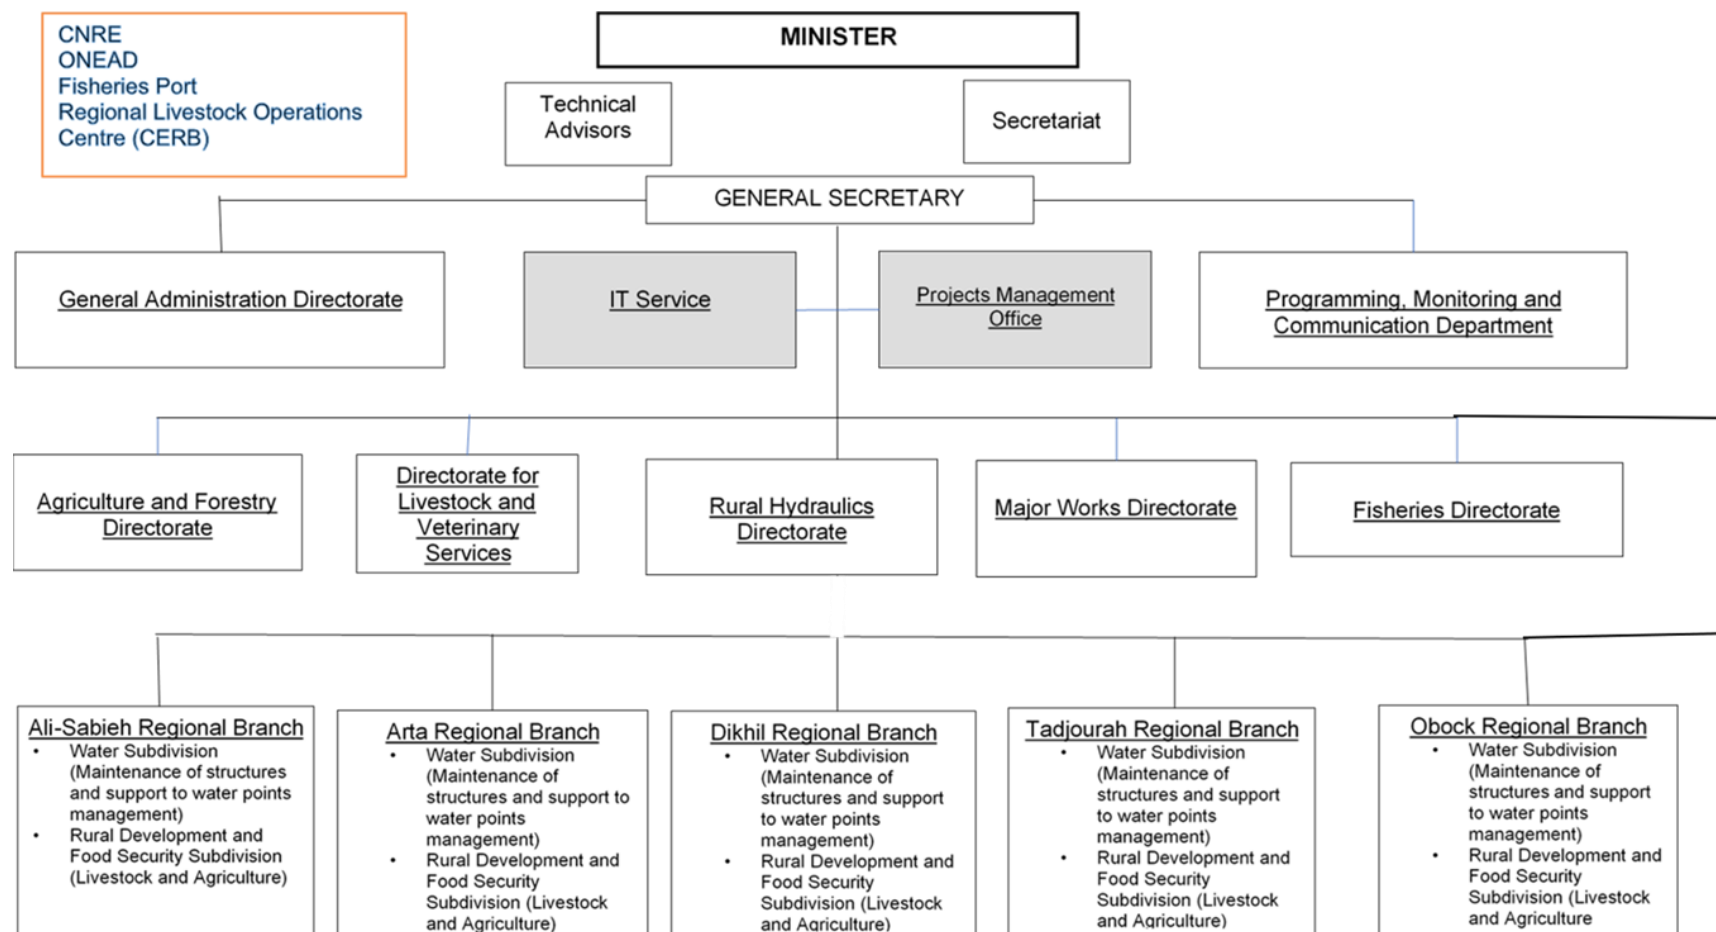 CNRE
ONEAD
Fisheries Port
Regional Livestock Operations
Centre (CERB)
MINISTER
Technical
Advisors
Secretariat
GENERAL SECRETARY
General Administration Directorate
IT Service
Projects Management
Office
Programming, Monitoring and
Communication Department
Agriculture and Forestry
Directorate
Directorate for
Livestock and
Veterinary
Services
Rural Hydraulics
Directorate
Major Works Directorate
Fisheries Directorate
Ali-Sabieh Regional Branch
• Water Subdivision
(Maintenance of structures
and support to water points
management)
• Rural Development and
Food Security Subdivision
(Livestock and Agriculture)
Arta Regional Branch
• Water Subdivision
(Maintenance of
structures and support to
water points
management)
• Rural Development and
Food Security
Subdivision (Livestock
and Agriculture)
Dikhil Regional Branch
• Water Subdivision
(Maintenance of
structures and support
to water points
management)
• Rural Development and
Food Security
Subdivision (Livestock
and Agriculture)
Tadjourah Regional Branch
• Water Subdivision
(Maintenance of
structures and support
to water points
management)
• Rural Development and
Food Security
Subdivision (Livestock
and Agriculture)
Obock Regional Branch
• Water Subdivision
(Maintenance of
structures and support
to water points
management)
• Rural Development and
Food Security
Subdivision (Livestock
and Agriculture